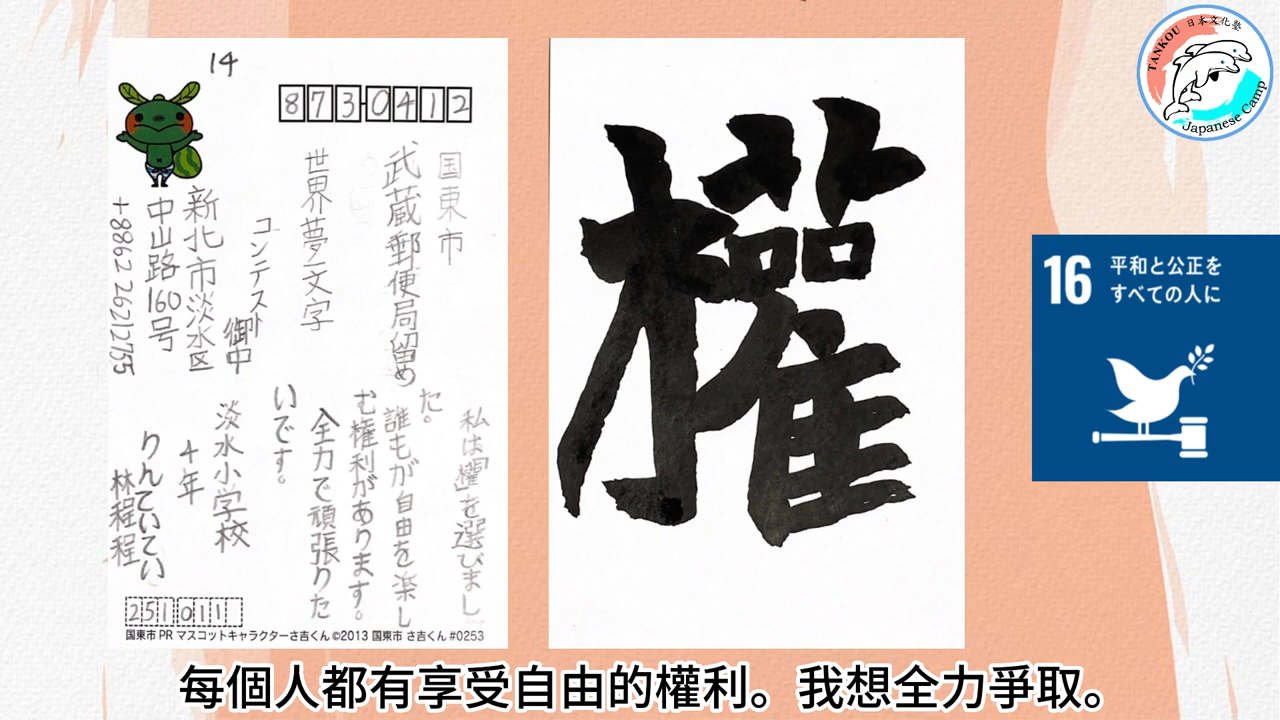 14
873-0412
国東市
武蔵郵便局留め
世界夢文字
コンテスト 御中
新北市淡水区
中山路160号
+886226212755
私は「權」を選びまし
た。
誰もが自由を楽し
む権利があります。
全力で頑張りた
いです。
淡水小学校
4年
りんていてい
林程程
251011
国東市 PR マスコットキャラクターさ吉くん ©2013 国東市 さ吉くん #0253
權
TANKOU 日本文化塾
Japanese Camp
16 平和と公正を
すべての人に
每個人都有享受自由的權利。我想全力爭取。